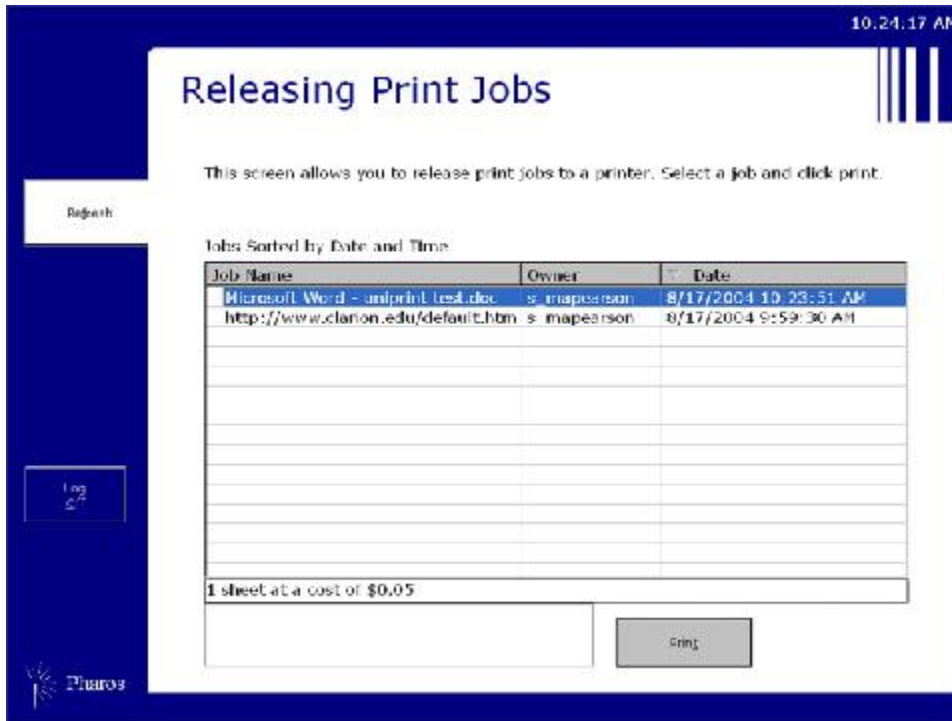 10:24:17 AM
Releasing Print Jobs
This screen allows you to release print jobs to a printer. Select a job and click print.
Refresh
Jobs Sorted by Date and Time
Job Name Owner Date
Microsoft Word - uniprint test.doc s_mapearson 8/17/2004 10:23:51 AM
http://www.clarion.edu/default.htm s_mapearson 8/17/2004 9:59:30 AM
Log
Off
1 sheet at a cost of $0.05
Print
Pharos